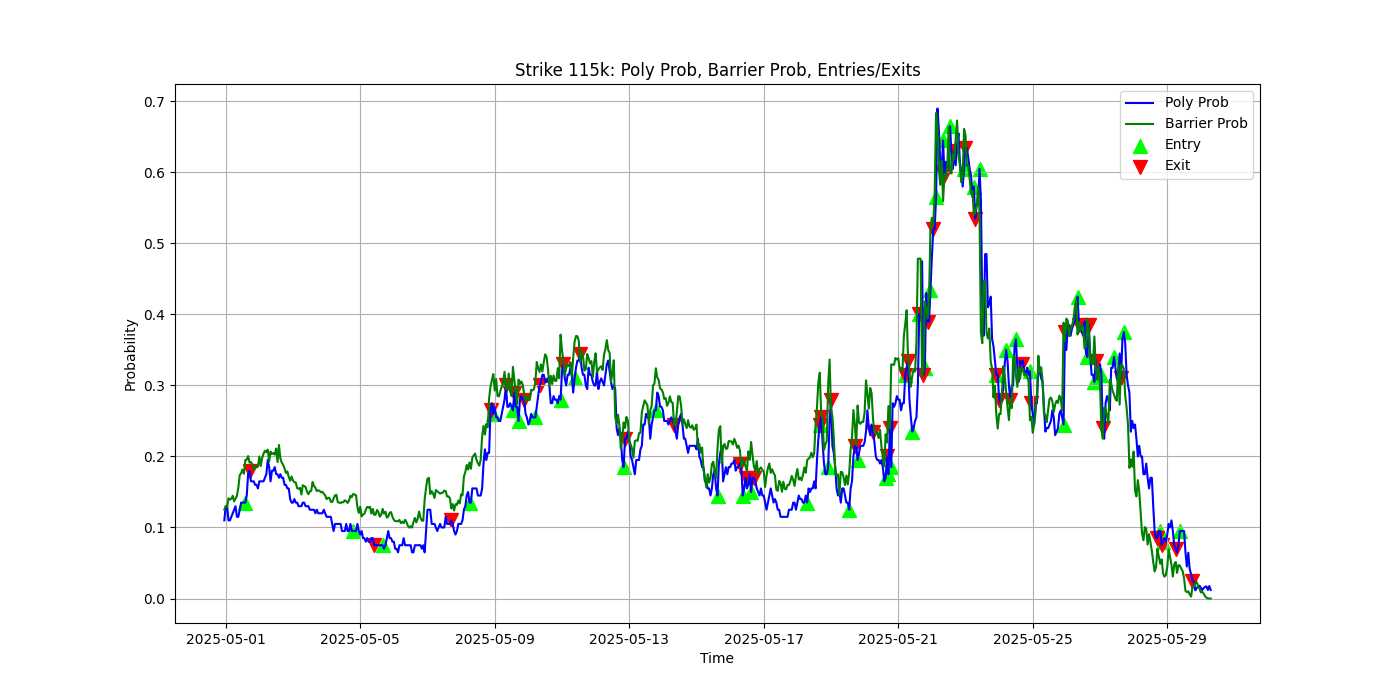 Strike 115k: Poly Prob, Barrier Prob, Entries/Exits
Poly Prob
Barrier Prob
Entry
Exit
Probability
0.7
0.6
0.5
0.4
0.3
0.2
0.1
0.0
2025-05-01 2025-05-05 2025-05-09 2025-05-13 2025-05-17 2025-05-21 2025-05-25 2025-05-29
Time